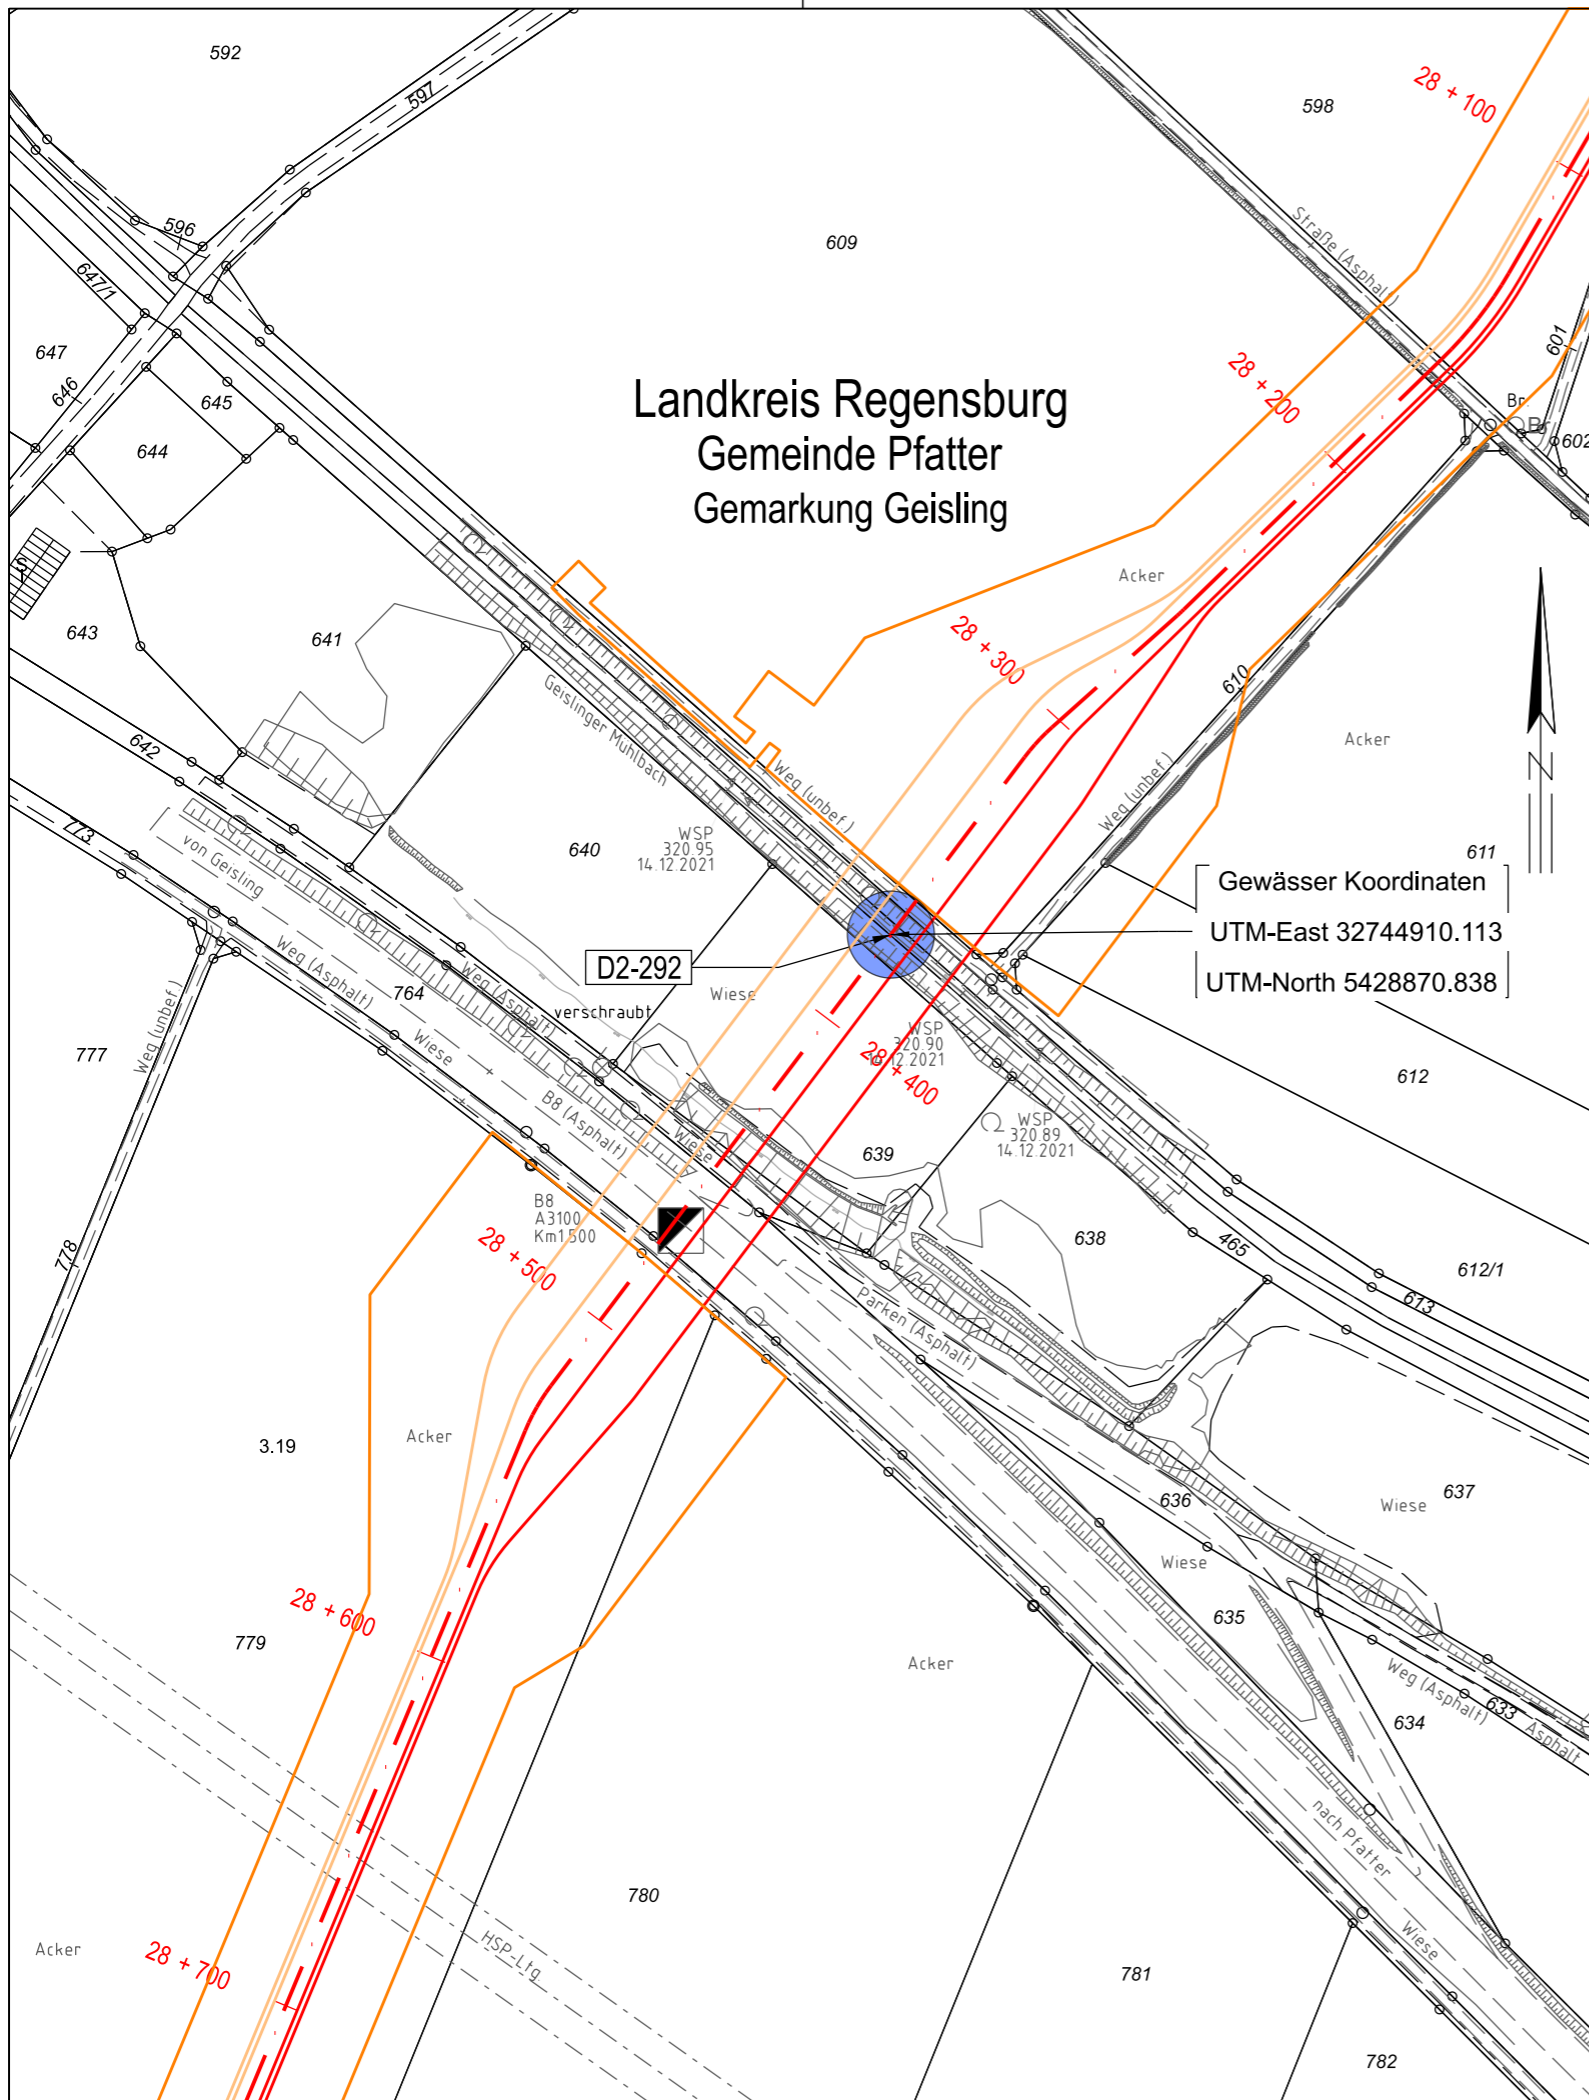 592
597
598
28 + 100
596
609
Straße (Asphalt)
647/1
647
646
645
601
28 + 200
Landkreis Regensburg
Gemeinde Pfatter
Gemarkung Geisling
Br.
Br.
602
644
S
Acker
643
641
28 + 300
610
Geislinger Mühlbach
642
Acker
N
Weg (unbef.)
Weg (unbef.)
773
von Geisling
640
WSP
320.95
14.12.2021
611
Gewässer Koordinaten
UTM-East 32744910.113
UTM-North 5428870.838
D2-292
Weg (Asphalt)
Weg (Asphalt)
764
Wiese
verschraubt
Weg (unbef.)
777
Wiese
WSP
320.90
14.12.2021
28 + 400
612
B8 (Asphalt)
Wiese
WSP
320.89
14.12.2021
639
B8
A3100
Km1.500
638
465
28 + 500
778
612/1
613
Parken (Asphalt)
3.19
Acker
636
Wiese
637
Wiese
28 + 600
779
635
Acker
Weg (Asphalt)
633
634
Asphalt
nach Pfatter
780
Wiese
HSP-Ltg
Acker
28 + 700
781
782